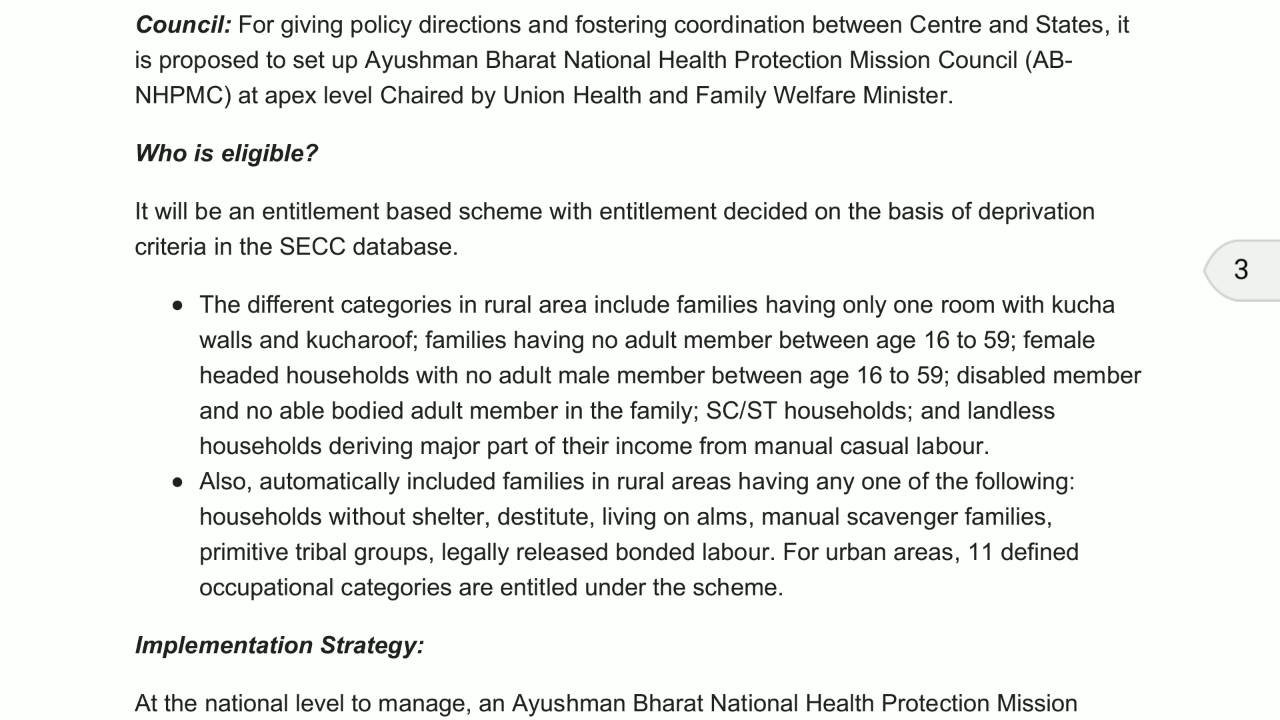 Council: For giving policy directions and fostering coordination between Centre and States, it
is proposed to set up Ayushman Bharat National Health Protection Mission Council (AB-
NHPMC) at apex level Chaired by Union Health and Family Welfare Minister.
Who is eligible?
It will be an entitlement based scheme with entitlement decided on the basis of deprivation
criteria in the SECC database.
3
● The different categories in rural area include families having only one room with kucha
walls and kucharoof; families having no adult member between age 16 to 59; female
headed households with no adult male member between age 16 to 59; disabled member
and no able bodied adult member in the family; SC/ST households; and landless
households deriving major part of their income from manual casual labour.
● Also, automatically included families in rural areas having any one of the following:
households without shelter, destitute, living on alms, manual scavenger families,
primitive tribal groups, legally released bonded labour. For urban areas, 11 defined
occupational categories are entitled under the scheme.
Implementation Strategy:
At the national level to manage, an Ayushman Bharat National Health Protection Mission